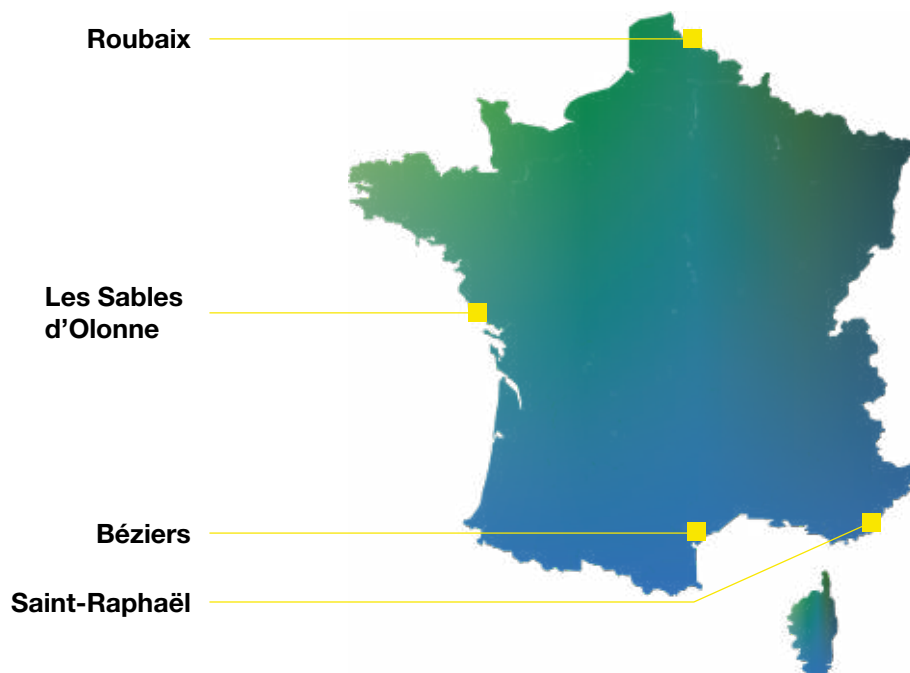 Roubaix
Les Sables
d’Olonne
Béziers
Saint-Raphaël